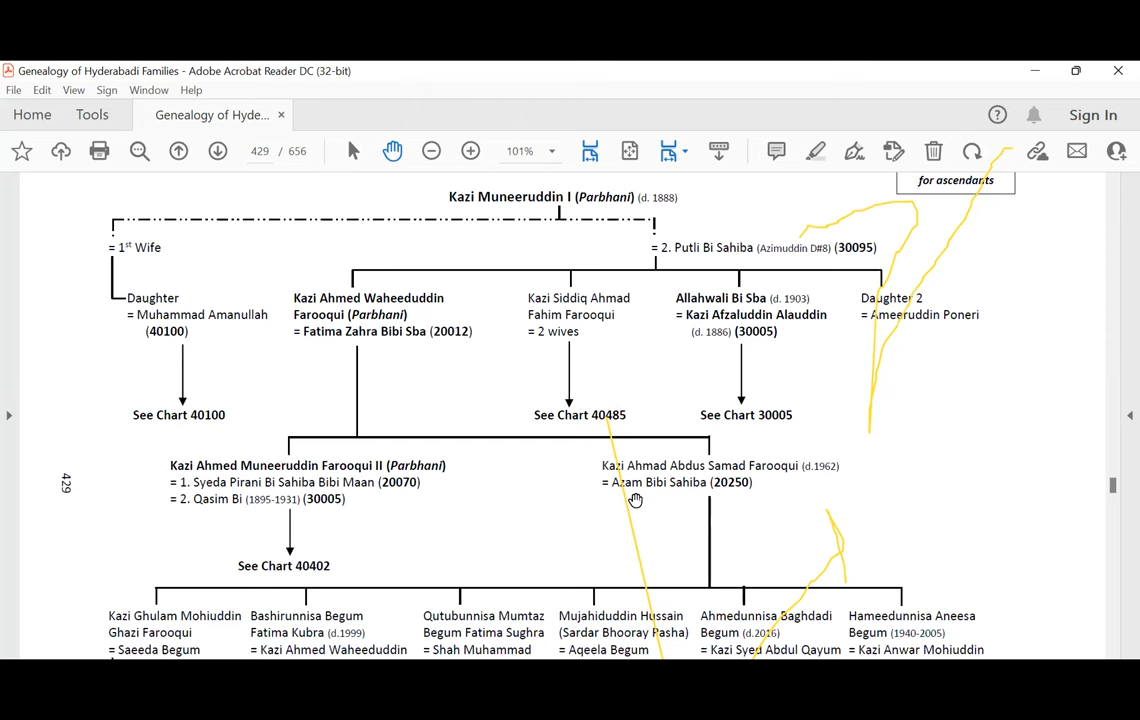 Genealogy of Hyderabadi Families - Adobe Acrobat Reader DC (32-bit)
File Edit View Sign Window Help
Home Tools Genealogy of Hyde... × Sign In
429 / 656 101%
for ascendants
Kazi Muneeruddin I (Parbhani) (d. 1888)
= 1st Wife
= 2. Putli Bi Sahiba (Azimuddin D#8) (30095)
Daughter
= Muhammad Amanullah
(40100)
Kazi Ahmed Waheeduddin
Farooqui (Parbhani)
= Fatima Zahra Bibi Sba (20012)
Kazi Siddiq Ahmad
Fahim Farooqui
= 2 wives
Allahwali Bi Sba (d. 1903)
= Kazi Afzaluddin Alauddin
(d. 1886) (30005)
Daughter 2
= Ameeruddin Poneri
See Chart 40100
See Chart 40485
See Chart 30005
429
Kazi Ahmed Muneeruddin Farooqui II (Parbhani)
= 1. Syeda Pirani Bi Sahiba Bibi Maan (20070)
= 2. Qasim Bi (1895-1931) (30005)
Kazi Ahmad Abdus Samad Farooqui (d.1962)
= Azam Bibi Sahiba (20250)
See Chart 40402
Kazi Ghulam Mohiuddin
Ghazi Farooqui
= Saeeda Begum
Bashirunnisa Begum
Fatima Kubra (d.1999)
= Kazi Ahmed Waheeduddin
Qutubunnisa Mumtaz
Begum Fatima Sughra
= Shah Muhammad
Mujahiduddin Hussain
(Sardar Bhooray Pasha)
= Aqeela Begum
Ahmedunnisa Baghdadi
Begum (d.2016)
= Kazi Syed Abdul Qayum
Hameedunnisa Aneesa
Begum (1940-2005)
= Kazi Anwar Mohiuddin